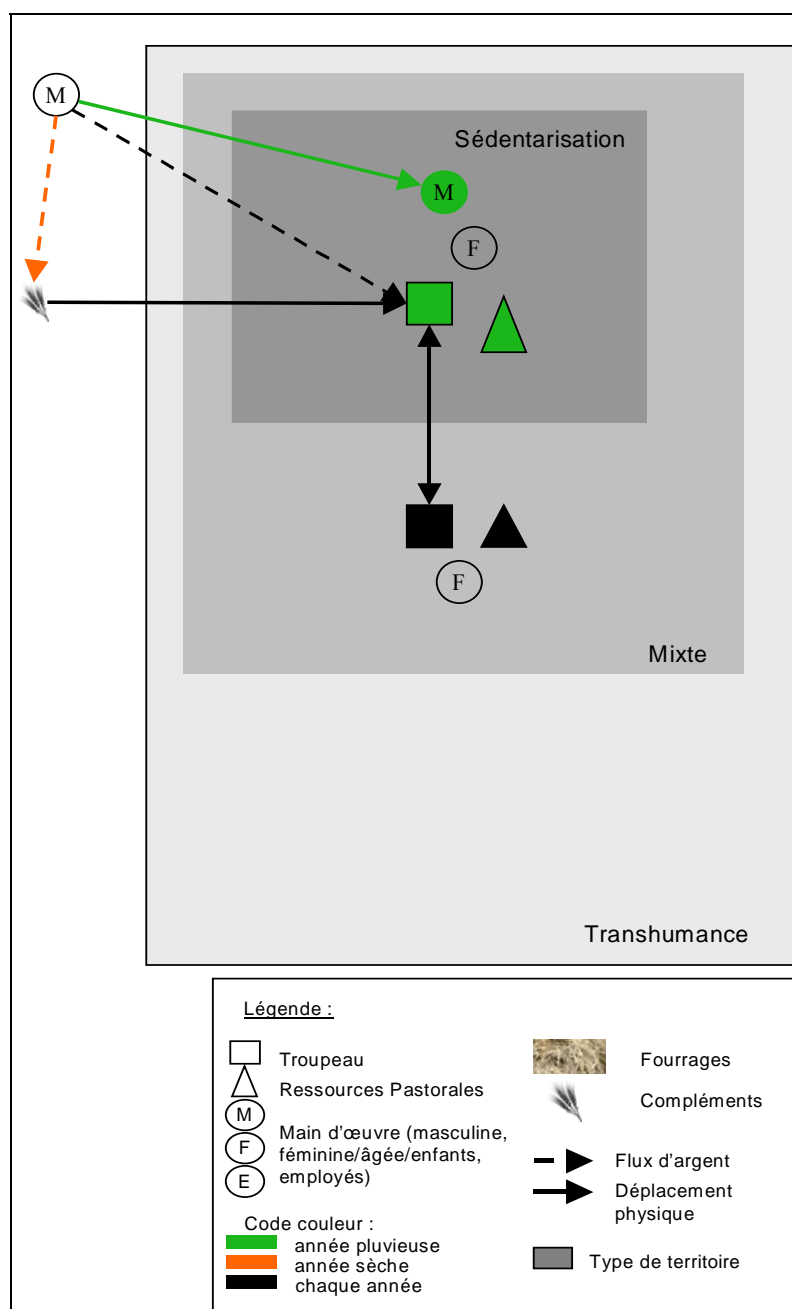 M
Sédentarisation
M
F
F
Mixte
Transhumance
Légende :
Troupeau
Ressources Pastorales
M
F
E
Main d'œuvre (masculine,
féminine/âgée/enfants,
employés)
Code couleur :
année pluvieuse
année sèche
chaque année
Fourrages
Compléments
Flux d'argent
Déplacement
physique
Type de territoire